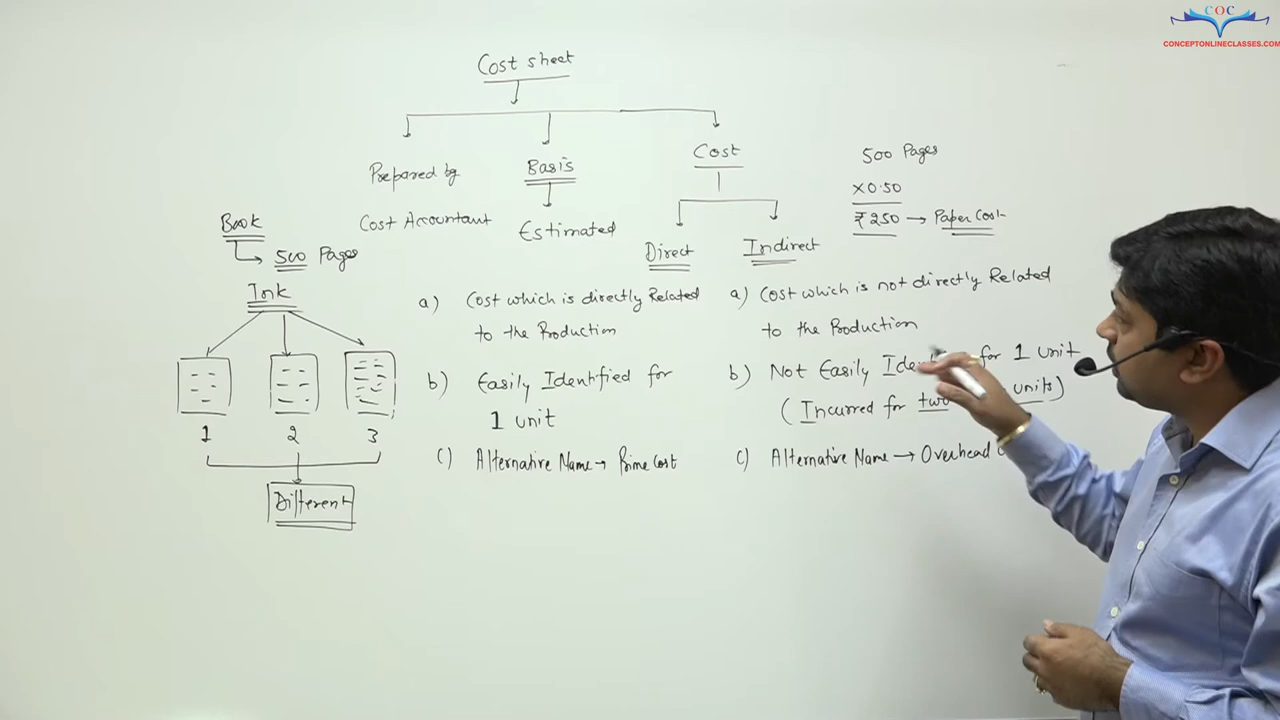 COC
CONCEPTONLINECLASSES.COM
Cost sheet
Prepared by
Cost Accountant
Basis
Estimated
Cost
Direct
Indirect
500 Pages
×0.50
₹250 → Paper Cost
Book
500 Pages
Ink
1 2 3
Different
a) Cost which is directly Related
to the Production
b) Easily Identified for
1 unit
c) Alternative Name → Prime Cost
a) Cost which is not directly Related
to the Production
b) Not Easily for 1 unit
(Incurred for two units)
c) Alternative Name → Overhead